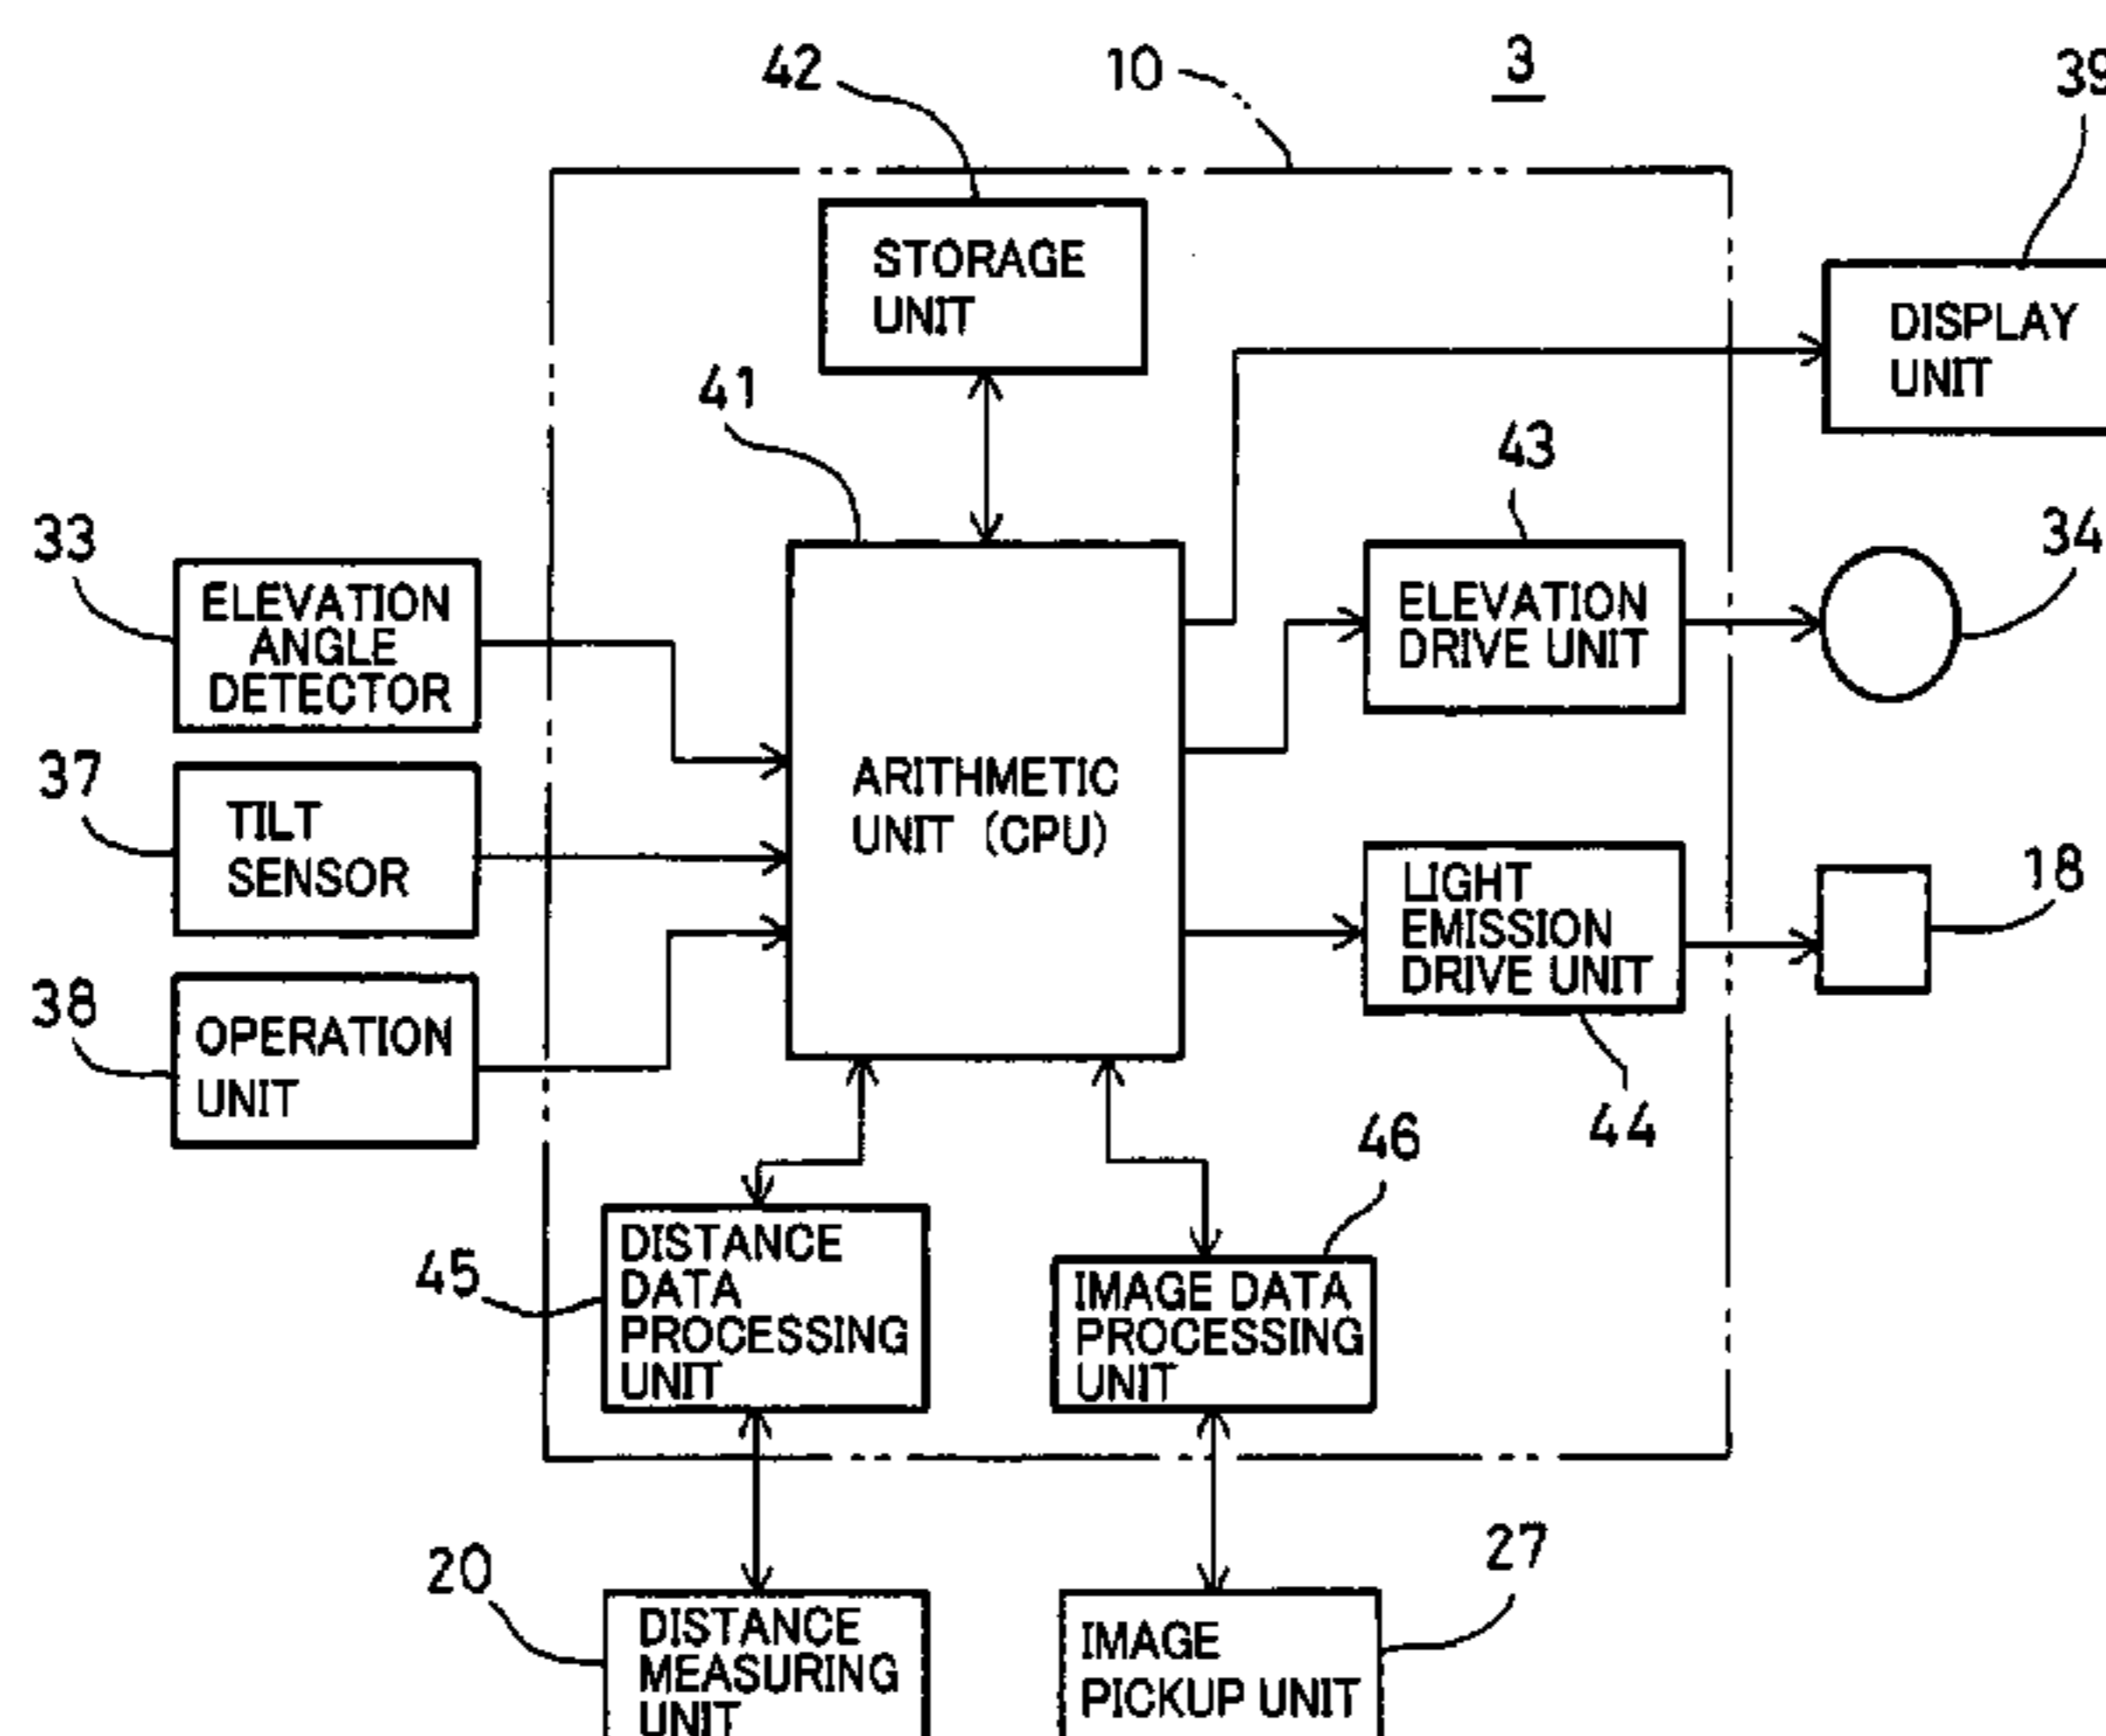 42
10
3
39
STORAGE
UNIT
DISPLAY
UNIT
41
43
33
34
ELEVATION
ANGLE
DETECTOR
ELEVATION
DRIVE UNIT
37
TILT
SENSOR
ARITHMETIC
UNIT (CPU)
LIGHT
EMISSION
DRIVE UNIT
18
38
OPERATION
UNIT
44
46
45
DISTANCE
DATA
PROCESSING
UNIT
IMAGE DATA
PROCESSING
UNIT
20
27
DISTANCE
MEASURING
UNIT
IMAGE
PICKUP UNIT